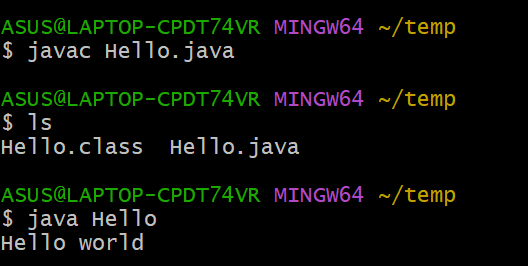 ASUS@LAPTOP-CPDT74VR MINGW64 ~/temp
$ javac Hello.java
ASUS@LAPTOP-CPDT74VR MINGW64 ~/temp
$ ls
Hello.class  Hello.java
ASUS@LAPTOP-CPDT74VR MINGW64 ~/temp
$ java Hello
Hello world